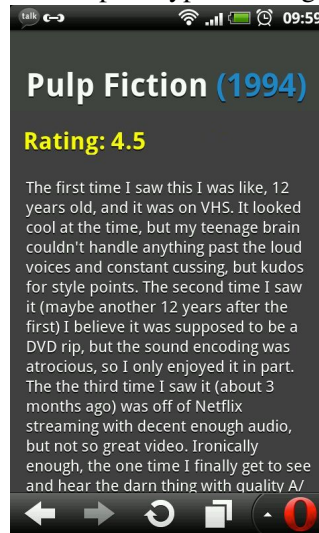 talk 09:59
Pulp Fiction (1994)
Rating: 4.5
The first time I saw this I was like, 12
years old, and it was on VHS. It looked
cool at the time, but my teenage brain
couldn't handle anything past the loud
voices and constant cussing, but kudos
for style points. The second time I saw
it (maybe another 12 years after the
first) I believe it was supposed to be a
DVD rip, but the sound encoding was
atrocious, so I only enjoyed it in part.
The the third time I saw it (about 3
months ago) was off of Netflix
streaming with decent enough audio,
but not so great video. Ironically
enough, the one time I finally get to see
and hear the darn thing with quality A/